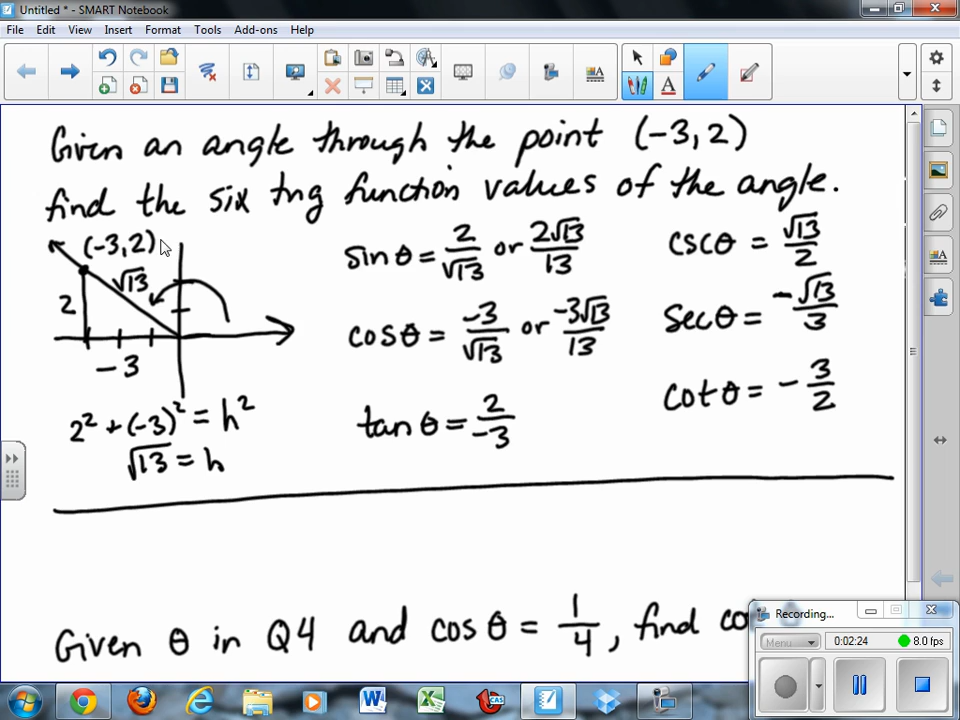 Untitled * - SMART Notebook
File Edit View Insert Format Tools Add-ons Help
Given an angle through the point (-3, 2)
find the six trig function values of the angle.
(-3,2)
√13
2
-3
2² + (-3)² = h²
√13 = h
sin θ = 2/√13 or 2√13/13
cos θ = -3/√13 or -3√13/13
tan θ = 2/-3
csc θ = √13/2
sec θ = -√13/3
cot θ = -3/2
Given θ in Q4 and cos θ = 1/4, find
Recording...
Menu 0:02:24 8.0 fps